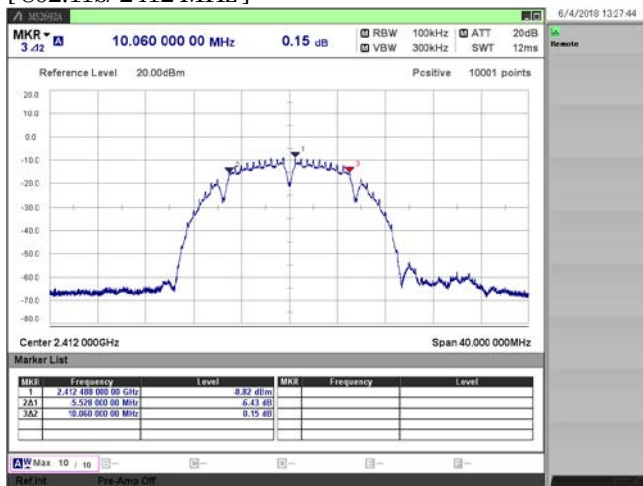 [802.11b/ 2412 MHz]
MS2692A
6/4/2018 13:27:44
MKR 3 Δ2 A 10.060 000 00 MHz 0.15 dB M RBW 100kHz M ATT 20dB
M VBW 300kHz SWT 12ms
Remote
Reference Level 20.00dBm Positive 10001 points
20.0
10.0
0.0
-10.0
-20.0
-30.0
-40.0
-50.0
-60.0
-70.0
-80.0
2
1
3
Center 2.412 000GHz Span 40.000 000MHz
Marker List
MKR Frequency Level MKR Frequency Level
1 2.412 488 000 00 GHz -8.82 dBm
2Δ1 -5.528 000 00 MHz -6.43 dB
3Δ2 10.060 000 00 MHz 0.15 dB
A W Max 10 / 10
Ref.Int Pre-Amp Off